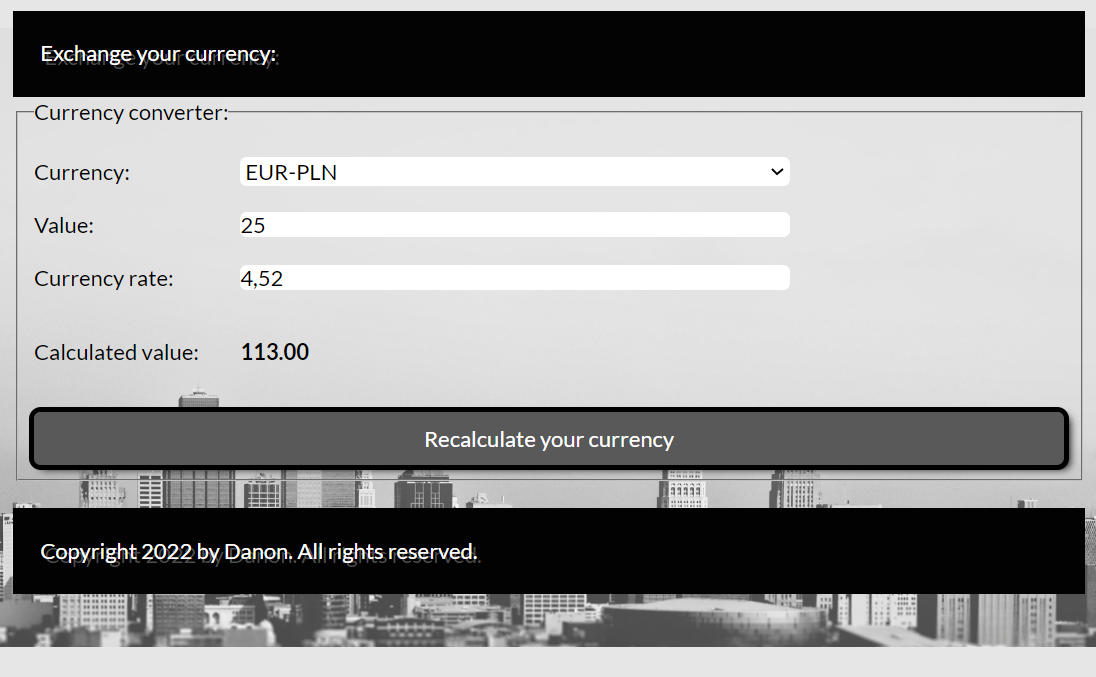 Exchange your currency:
Currency converter:
Currency: EUR-PLN
Value: 25
Currency rate: 4,52
Calculated value: 113.00
Recalculate your currency
Copyright 2022 by Danon. All rights reserved.